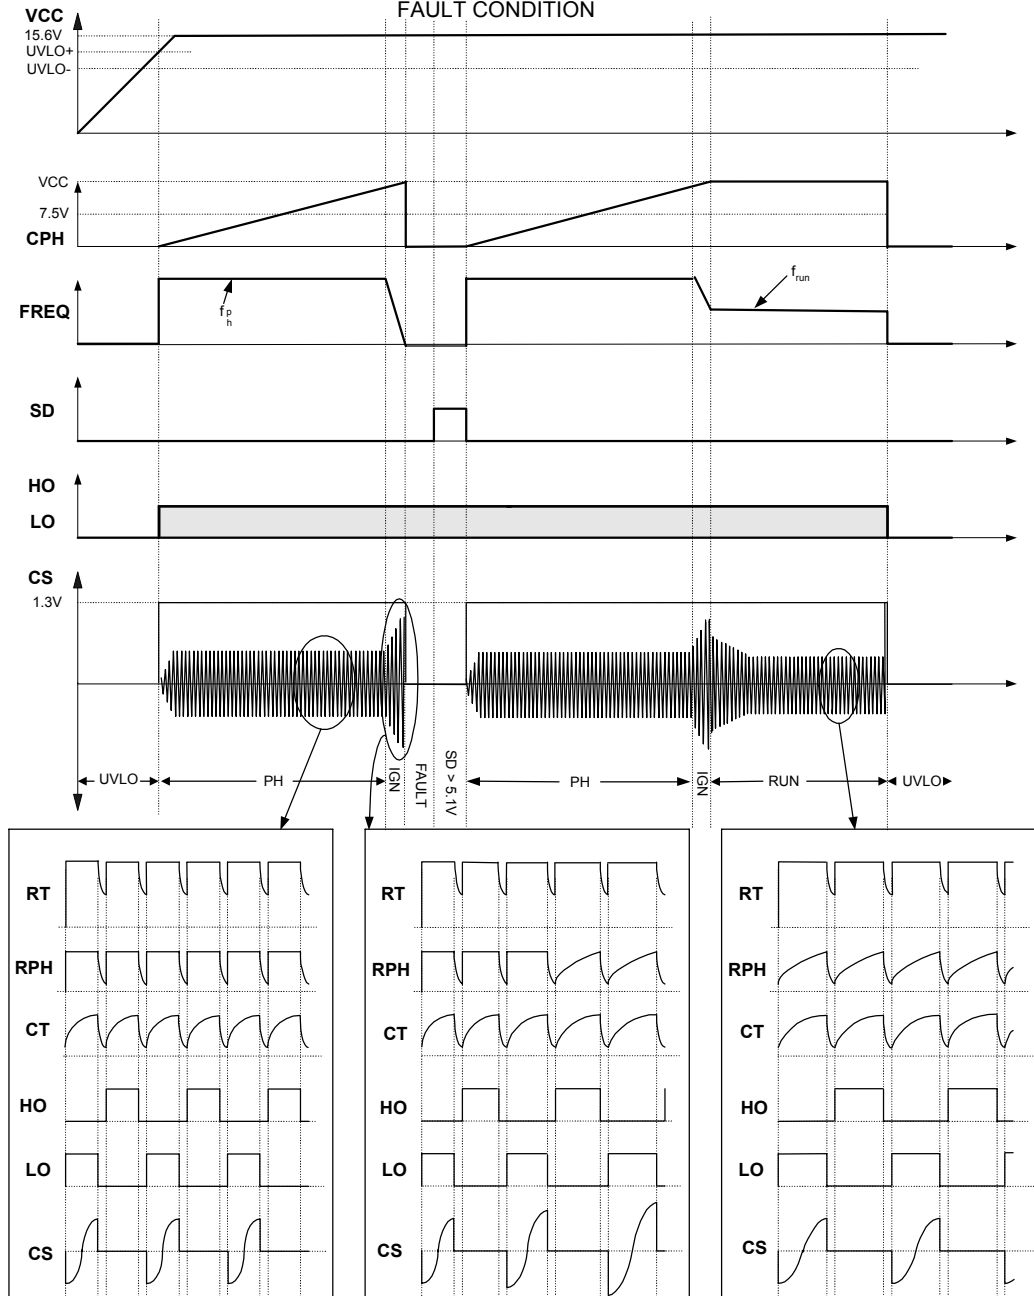 FAULT CONDITION
VCC
15.6V
UVLO+
UVLO-
VCC
7.5V
CPH
FREQ
fph
frun
SD
HO
LO
CS
1.3V
UVLO
PH
IGN
FAULT
SD > 5.1V
PH
IGN
RUN
UVLO
RT
RPH
CT
HO
LO
CS
RT
RPH
CT
HO
LO
CS
RT
RPH
CT
HO
LO
CS